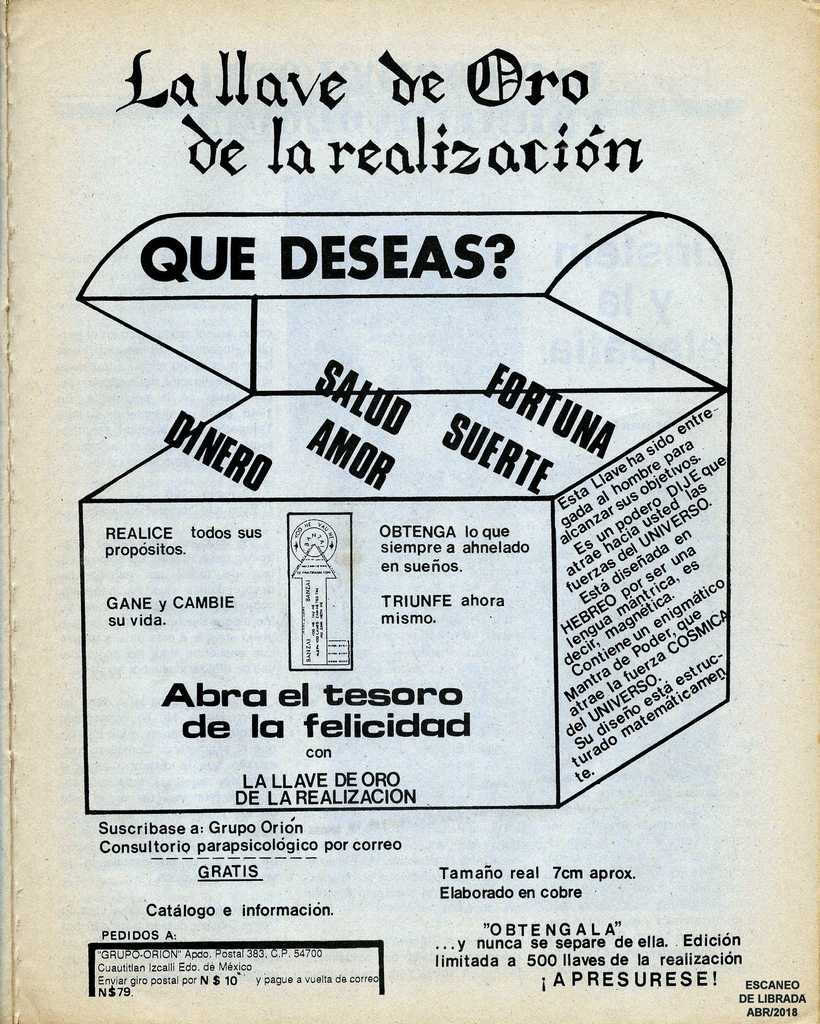 La llave de Oro
de la realización
QUE DESEAS?
SALUD
FORTUNA
DINERO
AMOR
SUERTE
REALICE todos sus
propósitos.
GANE y CAMBIE
su vida.
OBTENGA lo que
siempre a ahnelado
en sueños.
TRIUNFE ahora
mismo.
BANZAI
BANZAI
Abra el tesoro
de la felicidad
con
LA LLAVE DE ORO
DE LA REALIZACION
Esta Llave ha sido entre-
gada al hombre para
alcanzar sus objetivos.
Es un podero DIJE que
atrae hacia usted las
fuerzas del UNIVERSO.
Está diseñada en
HEBREO por ser una
lengua mántrica, es
decir, magnética.
Contiene un enigmático
Mantra de Poder, que
atrae la fuerza COSMICA
del UNIVERSO.
Su diseño está estruc-
turado matemáticamen
te.
Suscribase a: Grupo Orión
Consultorio parapsicológico por correo
GRATIS
Catálogo e información.
PEDIDOS A:
"GRUPO-ORION" Apdo. Postal 383, C.P. 54700
Cuautitlan Izcalli Edo. de México
Enviar giro postal por N $ 10 y pague a vuelta de correo
N$79.
Tamaño real 7cm aprox.
Elaborado en cobre
"OBTENGALA"
...y nunca se separe de ella. Edición
limitada a 500 llaves de la realización
¡APRESURESE!
ESCANEO
DE LIBRADA
ABR/2018